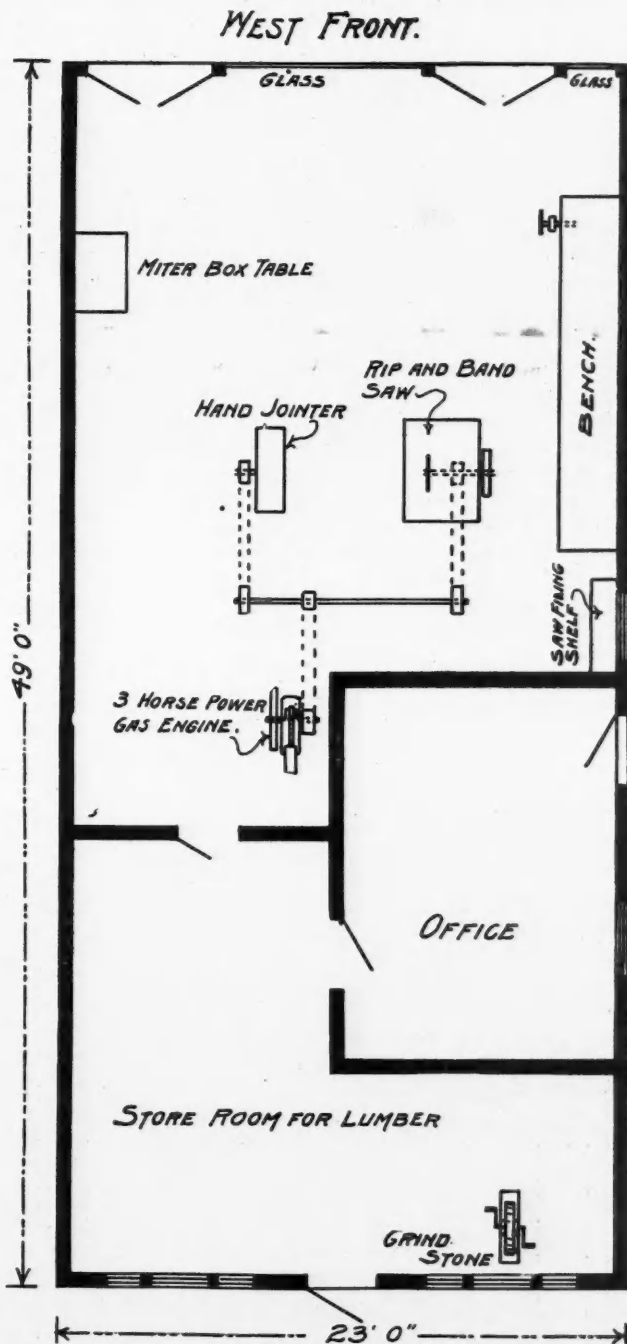 WEST FRONT.
GLASS
GLASS
MITER BOX TABLE
RIP AND BAND
SAW
HAND JOINTER
BENCH.
SAW FILING
SHELF
49' 0"
3 HORSE POWER
GAS ENGINE.
OFFICE
STORE ROOM FOR LUMBER
GRIND
STONE
23' 0"